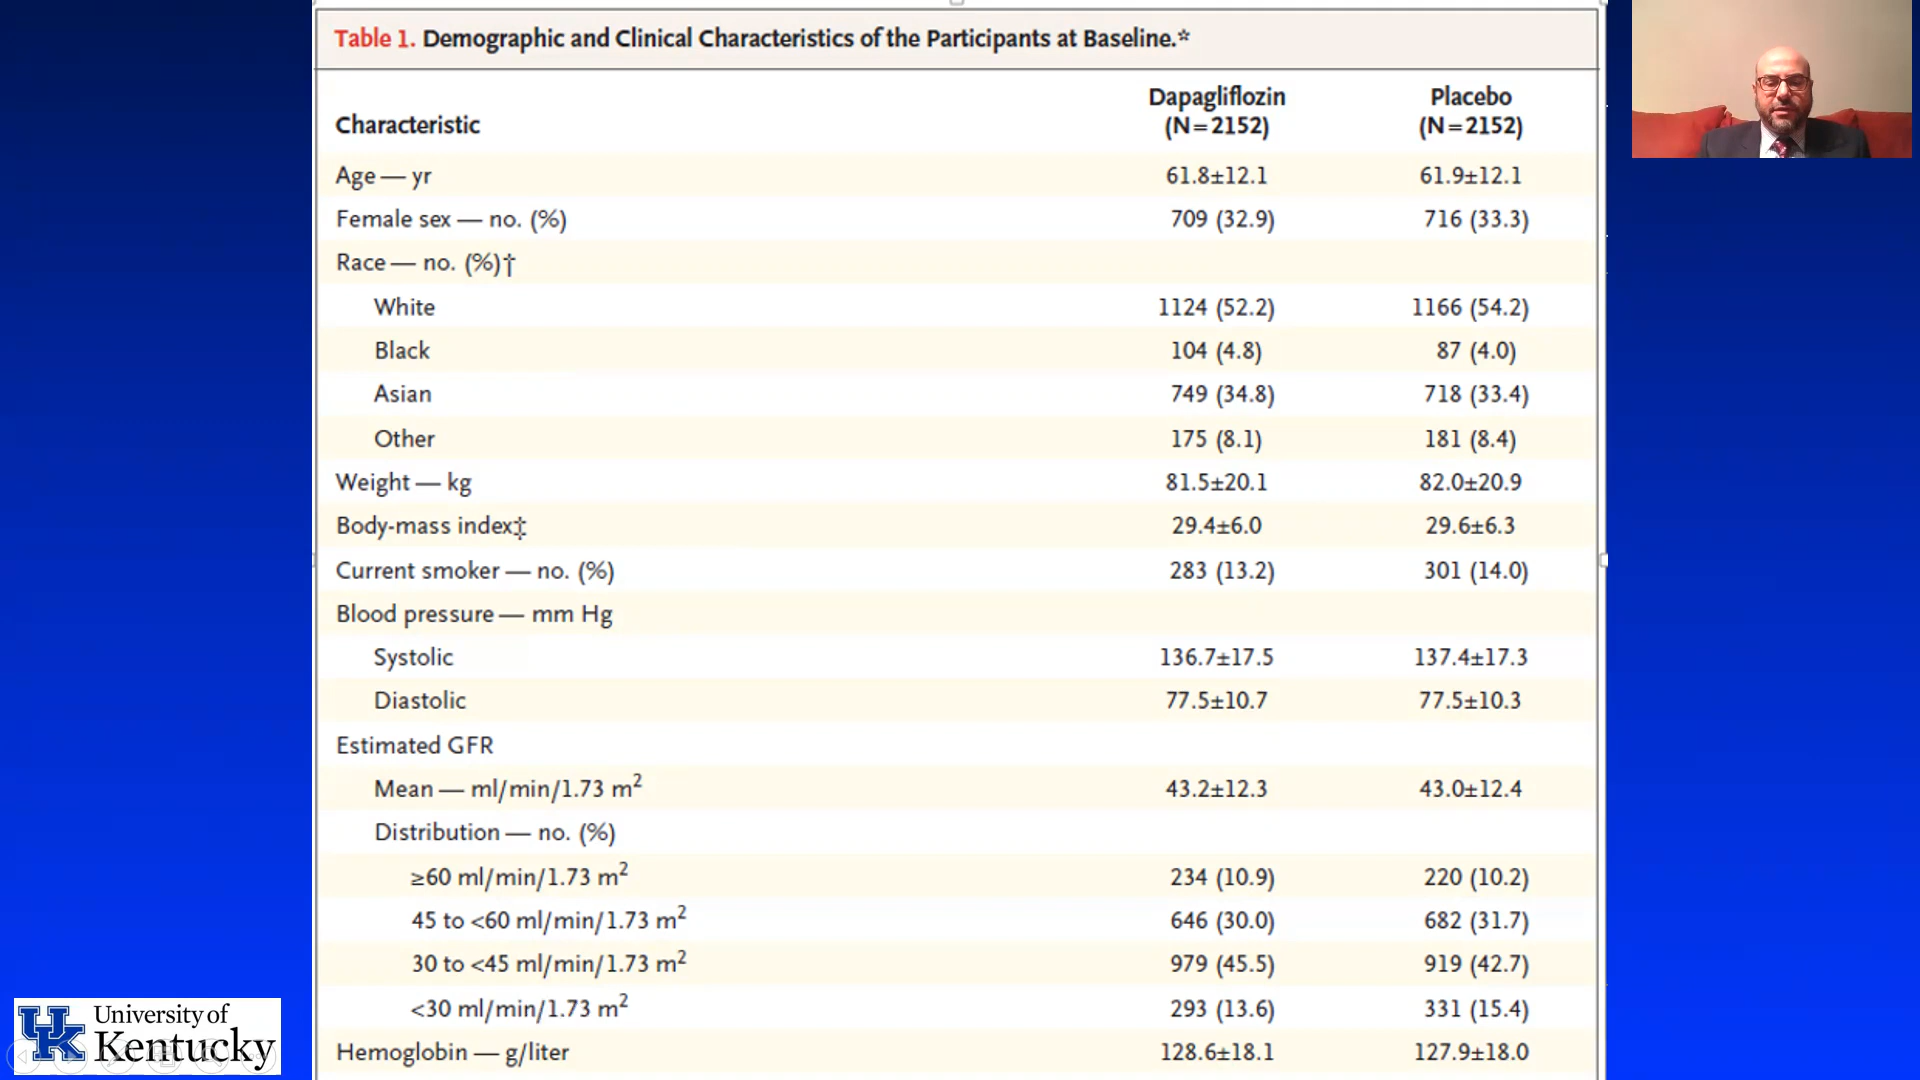 Table 1. Demographic and Clinical Characteristics of the Participants at Baseline.*
Characteristic Dapagliflozin (N=2152) Placebo (N=2152)
Age — yr 61.8±12.1 61.9±12.1
Female sex — no. (%) 709 (32.9) 716 (33.3)
Race — no. (%)†
White 1124 (52.2) 1166 (54.2)
Black 104 (4.8) 87 (4.0)
Asian 749 (34.8) 718 (33.4)
Other 175 (8.1) 181 (8.4)
Weight — kg 81.5±20.1 82.0±20.9
Body-mass index‡ 29.4±6.0 29.6±6.3
Current smoker — no. (%) 283 (13.2) 301 (14.0)
Blood pressure — mm Hg
Systolic 136.7±17.5 137.4±17.3
Diastolic 77.5±10.7 77.5±10.3
Estimated GFR
Mean — ml/min/1.73 m² 43.2±12.3 43.0±12.4
Distribution — no. (%)
≥60 ml/min/1.73 m² 234 (10.9) 220 (10.2)
45 to <60 ml/min/1.73 m² 646 (30.0) 682 (31.7)
30 to <45 ml/min/1.73 m² 979 (45.5) 919 (42.7)
<30 ml/min/1.73 m² 293 (13.6) 331 (15.4)
Hemoglobin — g/liter 128.6±18.1 127.9±18.0
UK
University of
Kentucky